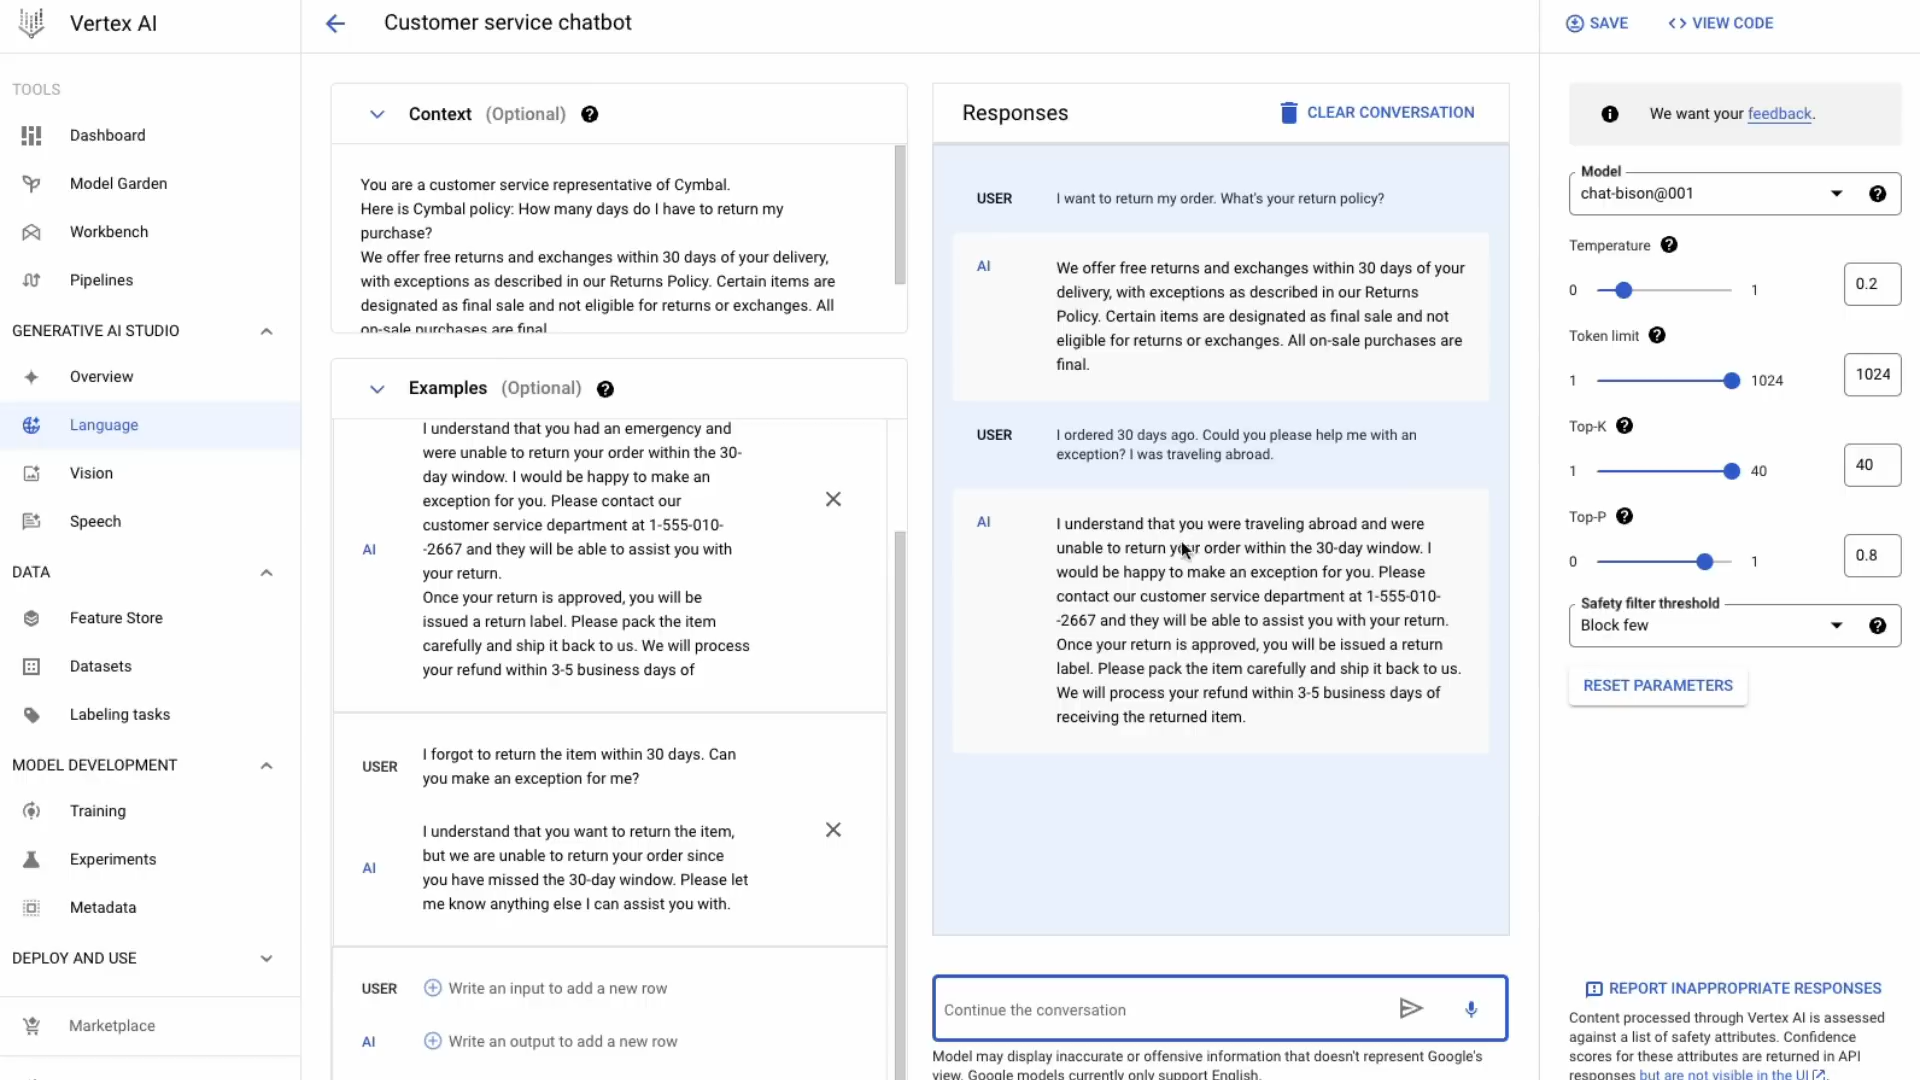 Vertex AI
TOOLS
Dashboard
Model Garden
Workbench
Pipelines
GENERATIVE AI STUDIO
Overview
Language
Vision
Speech
DATA
Feature Store
Datasets
Labeling tasks
MODEL DEVELOPMENT
Training
Experiments
Metadata
DEPLOY AND USE
Marketplace
Customer service chatbot
Context (Optional)
You are a customer service representative of Cymbal.
Here is Cymbal policy: How many days do I have to return my
purchase?
We offer free returns and exchanges within 30 days of your delivery,
with exceptions as described in our Returns Policy. Certain items are
designated as final sale and not eligible for returns or exchanges. All
on-sale purchases are final
Examples (Optional)
AI
I understand that you had an emergency and
were unable to return your order within the 30-
day window. I would be happy to make an
exception for you. Please contact our
customer service department at 1-555-010-
-2667 and they will be able to assist you with
your return.
Once your return is approved, you will be
issued a return label. Please pack the item
carefully and ship it back to us. We will process
your refund within 3-5 business days of
USER
I forgot to return the item within 30 days. Can
you make an exception for me?
AI
I understand that you want to return the item,
but we are unable to return your order since
you have missed the 30-day window. Please let
me know anything else I can assist you with.
USER Write an input to add a new row
AI Write an output to add a new row
Responses
CLEAR CONVERSATION
USER I want to return my order. What's your return policy?
AI
We offer free returns and exchanges within 30 days of your
delivery, with exceptions as described in our Returns
Policy. Certain items are designated as final sale and not
eligible for returns or exchanges. All on-sale purchases are
final.
USER
I ordered 30 days ago. Could you please help me with an
exception? I was traveling abroad.
AI
I understand that you were traveling abroad and were
unable to return your order within the 30-day window. I
would be happy to make an exception for you. Please
contact our customer service department at 1-555-010-
-2667 and they will be able to assist you with your return.
Once your return is approved, you will be issued a return
label. Please pack the item carefully and ship it back to us.
We will process your refund within 3-5 business days of
receiving the returned item.
Continue the conversation
Model may display inaccurate or offensive information that doesn't represent Google's
view. Google models currently only support English.
SAVE
<> VIEW CODE
We want your feedback.
Model
chat-bison@001
Temperature
0 1 0.2
Token limit
1 1024 1024
Top-K
1 40 40
Top-P
0 1 0.8
Safety filter threshold
Block few
RESET PARAMETERS
REPORT INAPPROPRIATE RESPONSES
Content processed through Vertex AI is assessed
against a list of safety attributes. Confidence
scores for these attributes are returned in API
responses but are not visible in the UI